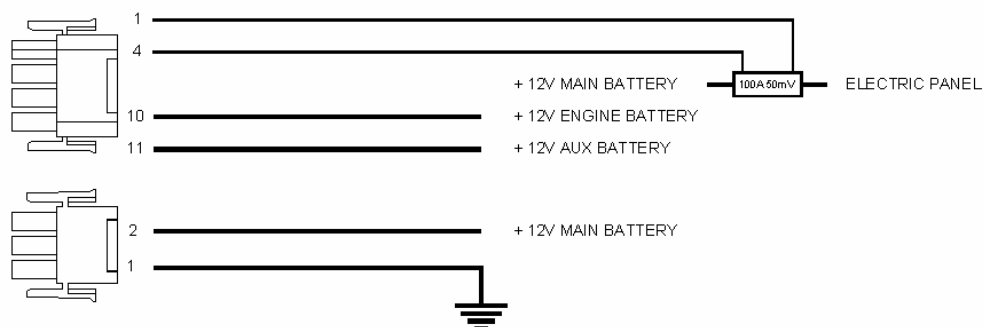 1
4
+ 12V MAIN BATTERY 100A 50mV ELECTRIC PANEL
10 + 12V ENGINE BATTERY
11 + 12V AUX BATTERY
2 + 12V MAIN BATTERY
1